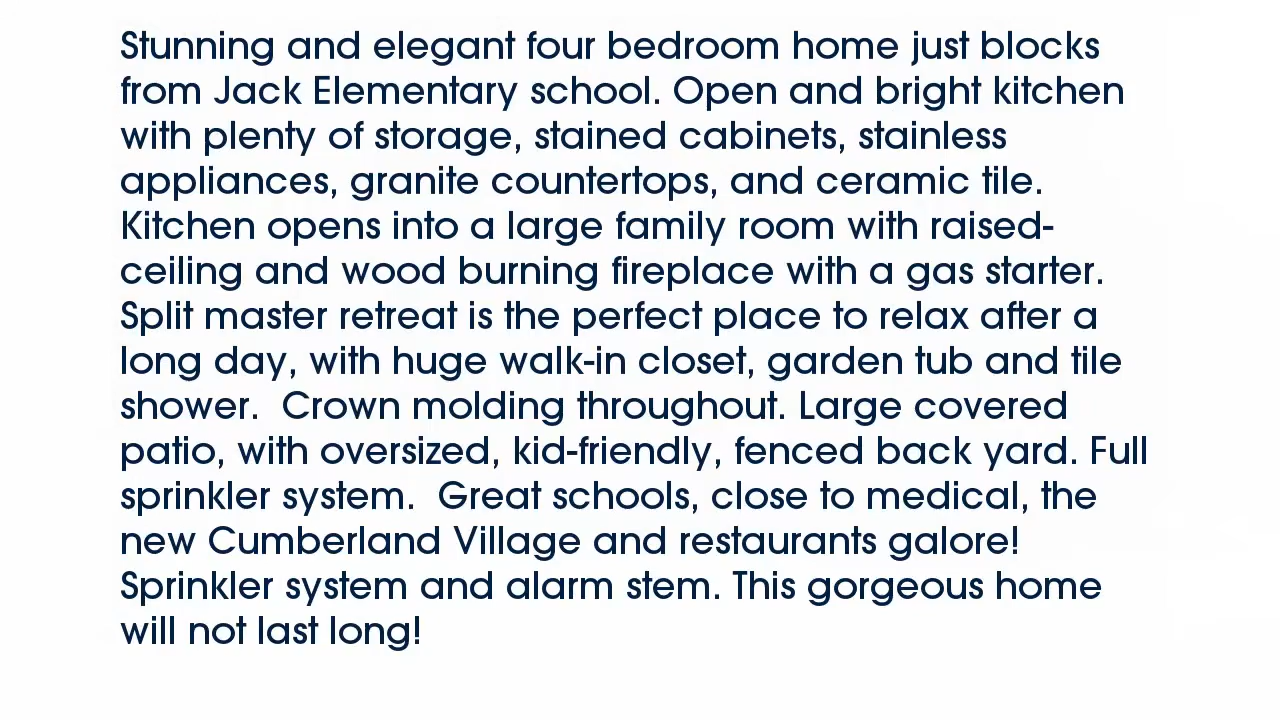 Stunning and elegant four bedroom home just blocks
from Jack Elementary school. Open and bright kitchen
with plenty of storage, stained cabinets, stainless
appliances, granite countertops, and ceramic tile.
Kitchen opens into a large family room with raised-
ceiling and wood burning fireplace with a gas starter.
Split master retreat is the perfect place to relax after a
long day, with huge walk-in closet, garden tub and tile
shower.  Crown molding throughout. Large covered
patio, with oversized, kid-friendly, fenced back yard. Full
sprinkler system.  Great schools, close to medical, the
new Cumberland Village and restaurants galore!
Sprinkler system and alarm stem. This gorgeous home
will not last long!